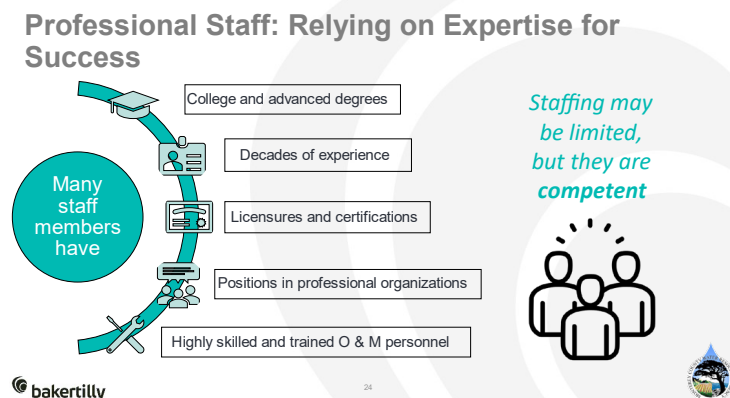 Professional Staff: Relying on Expertise for
Success
College and advanced degrees
Decades of experience
Many
staff
members
have
Licensures and certifications
Positions in professional organizations
Highly skilled and trained O & M personnel
Staffing may
be limited,
but they are
competent
bakertilly
24